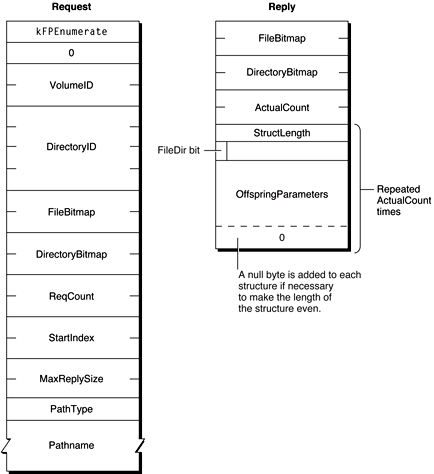 Request
kFPEnumerate
0
VolumeID
DirectoryID
FileBitmap
DirectoryBitmap
ReqCount
StartIndex
MaxReplySize
PathType
Pathname
Reply
FileBitmap
DirectoryBitmap
ActualCount
StructLength
FileDir bit
OffspringParameters
0
Repeated
ActualCount
times
A null byte is added to each
structure if necessary
to make the length of
the structure even.